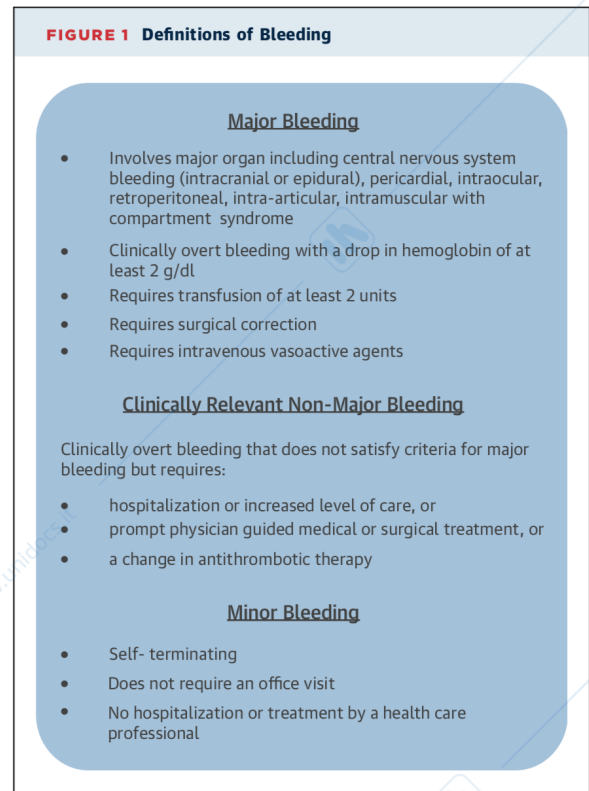 FIGURE 1 Definitions of Bleeding
Major Bleeding
• Involves major organ including central nervous system
bleeding (intracranial or epidural), pericardial, intraocular,
retroperitoneal, intra-articular, intramuscular with
compartment syndrome
• Clinically overt bleeding with a drop in hemoglobin of at
least 2 g/dl
• Requires transfusion of at least 2 units
• Requires surgical correction
• Requires intravenous vasoactive agents
Clinically Relevant Non-Major Bleeding
Clinically overt bleeding that does not satisfy criteria for major
bleeding but requires:
• hospitalization or increased level of care, or
• prompt physician guided medical or surgical treatment, or
• a change in antithrombotic therapy
Minor Bleeding
• Self- terminating
• Does not require an office visit
• No hospitalization or treatment by a health care
professional